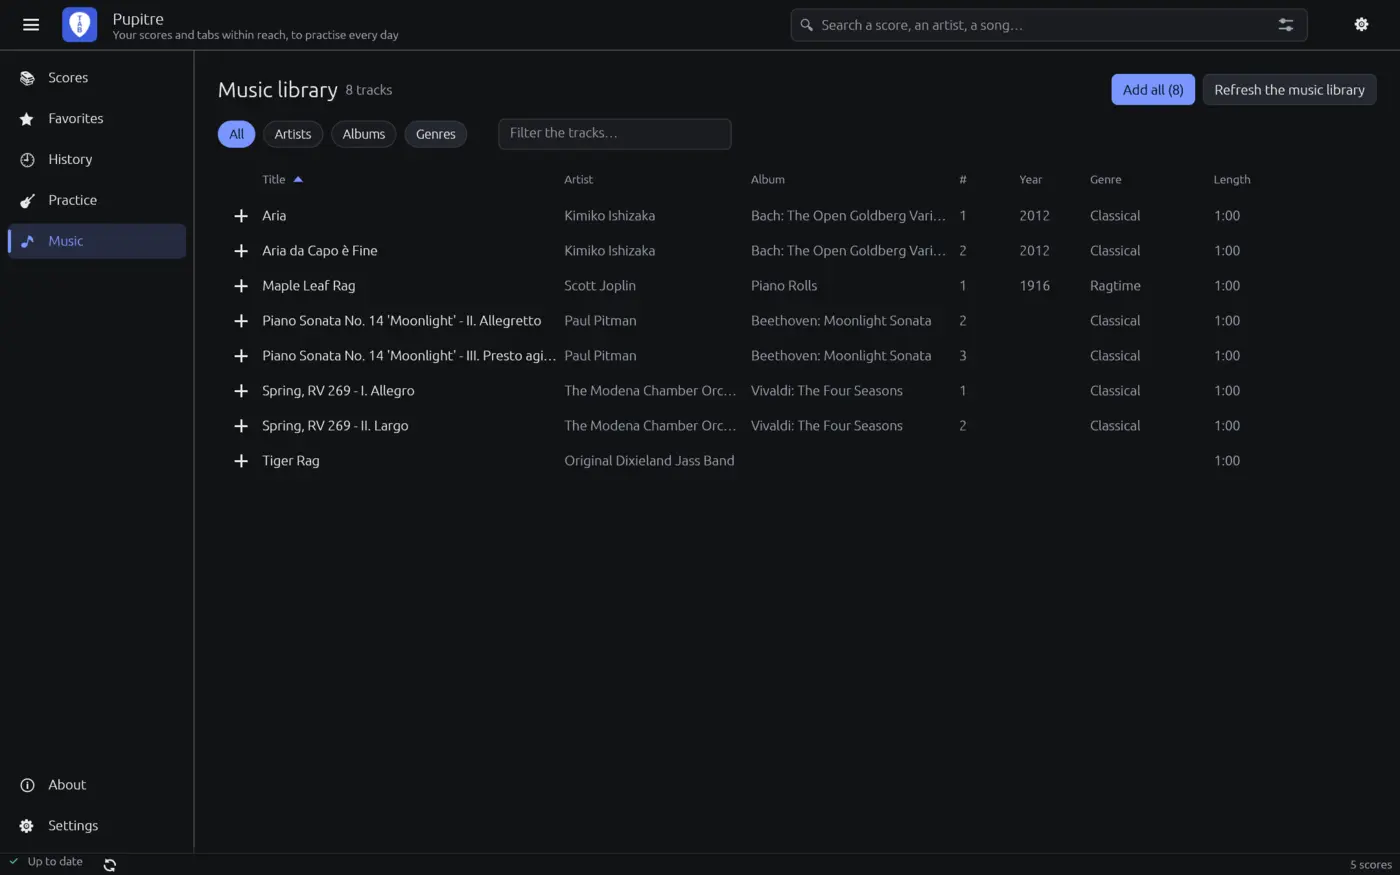 Pupitre
Your scores and tabs within reach, to practise every day
Search a score, an artist, a song…
Scores
Favorites
History
Practice
Music
About
Settings
Music library 8 tracks
Add all (8) Refresh the music library
All Artists Albums Genres Filter the tracks…
Title Artist Album # Year Genre Length
Aria Kimiko Ishizaka Bach: The Open Goldberg Vari… 1 2012 Classical 1:00
Aria da Capo è Fine Kimiko Ishizaka Bach: The Open Goldberg Vari… 2 2012 Classical 1:00
Maple Leaf Rag Scott Joplin Piano Rolls 1 1916 Ragtime 1:00
Piano Sonata No. 14 'Moonlight' - II. Allegretto Paul Pitman Beethoven: Moonlight Sonata 2 Classical 1:00
Piano Sonata No. 14 'Moonlight' - III. Presto agi… Paul Pitman Beethoven: Moonlight Sonata 3 Classical 1:00
Spring, RV 269 - I. Allegro The Modena Chamber Orc… Vivaldi: The Four Seasons 1 Classical 1:00
Spring, RV 269 - II. Largo The Modena Chamber Orc… Vivaldi: The Four Seasons 2 Classical 1:00
Tiger Rag Original Dixieland Jass Band 1:00
Up to date
5 scores